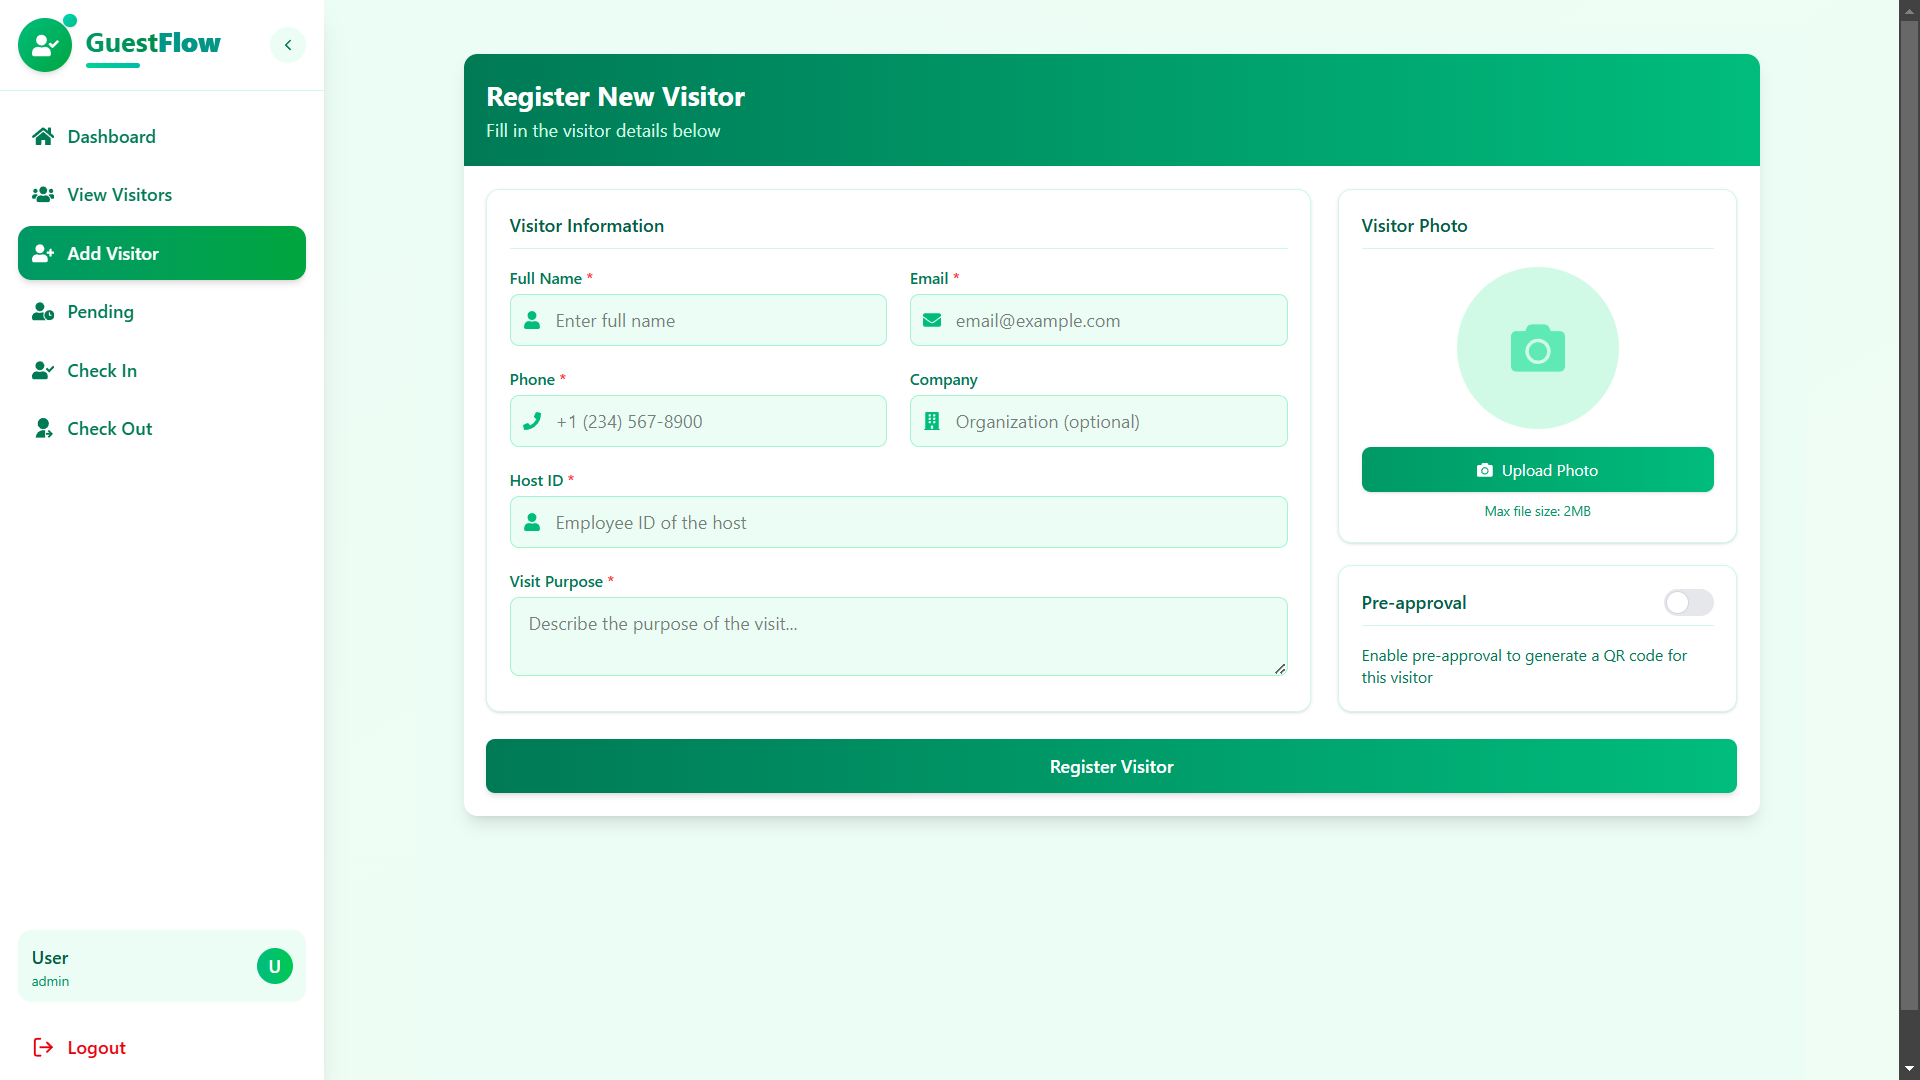 GuestFlow
Dashboard
View Visitors
Add Visitor
Pending
Check In
Check Out
User
admin
U
Logout
Register New Visitor
Fill in the visitor details below
Visitor Information
Full Name *
Enter full name
Email *
email@example.com
Phone *
+1 (234) 567-8900
Company
Organization (optional)
Host ID *
Employee ID of the host
Visit Purpose *
Describe the purpose of the visit...
Visitor Photo
Upload Photo
Max file size: 2MB
Pre-approval
Enable pre-approval to generate a QR code for
this visitor
Register Visitor